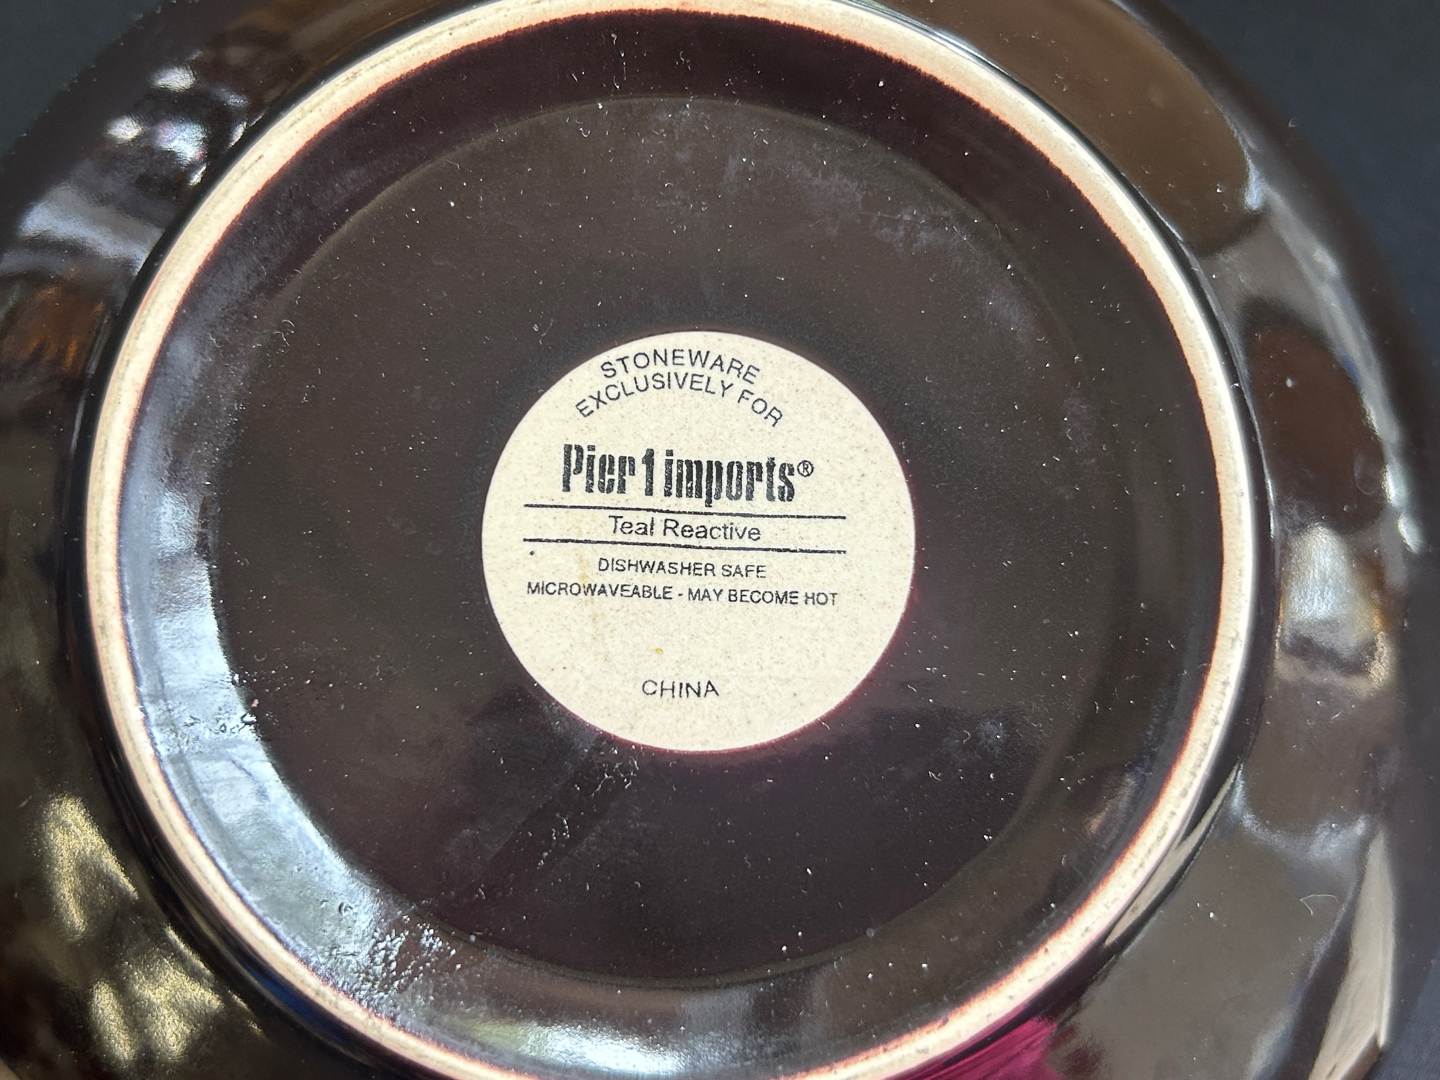 STONEWARE
EXCLUSIVELY FOR
Pier 1 imports®
Teal Reactive
DISHWASHER SAFE
MICROWAVEABLE - MAY BECOME HOT
CHINA